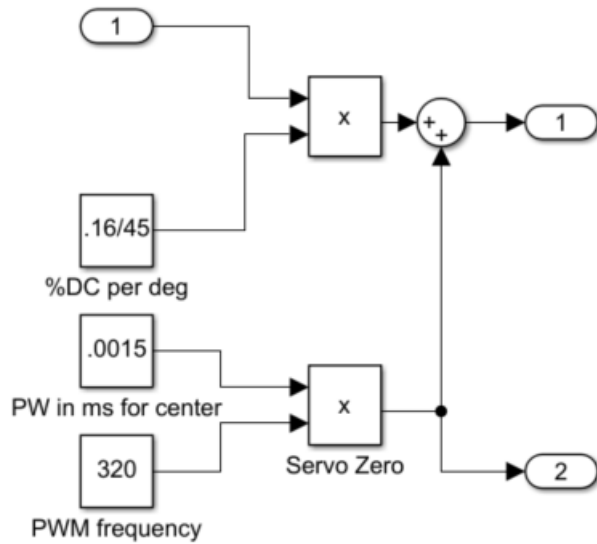 1
x
+
+
1
.16/45
%DC per deg
.0015
PW in ms for center
x
Servo Zero
320
PWM frequency
2